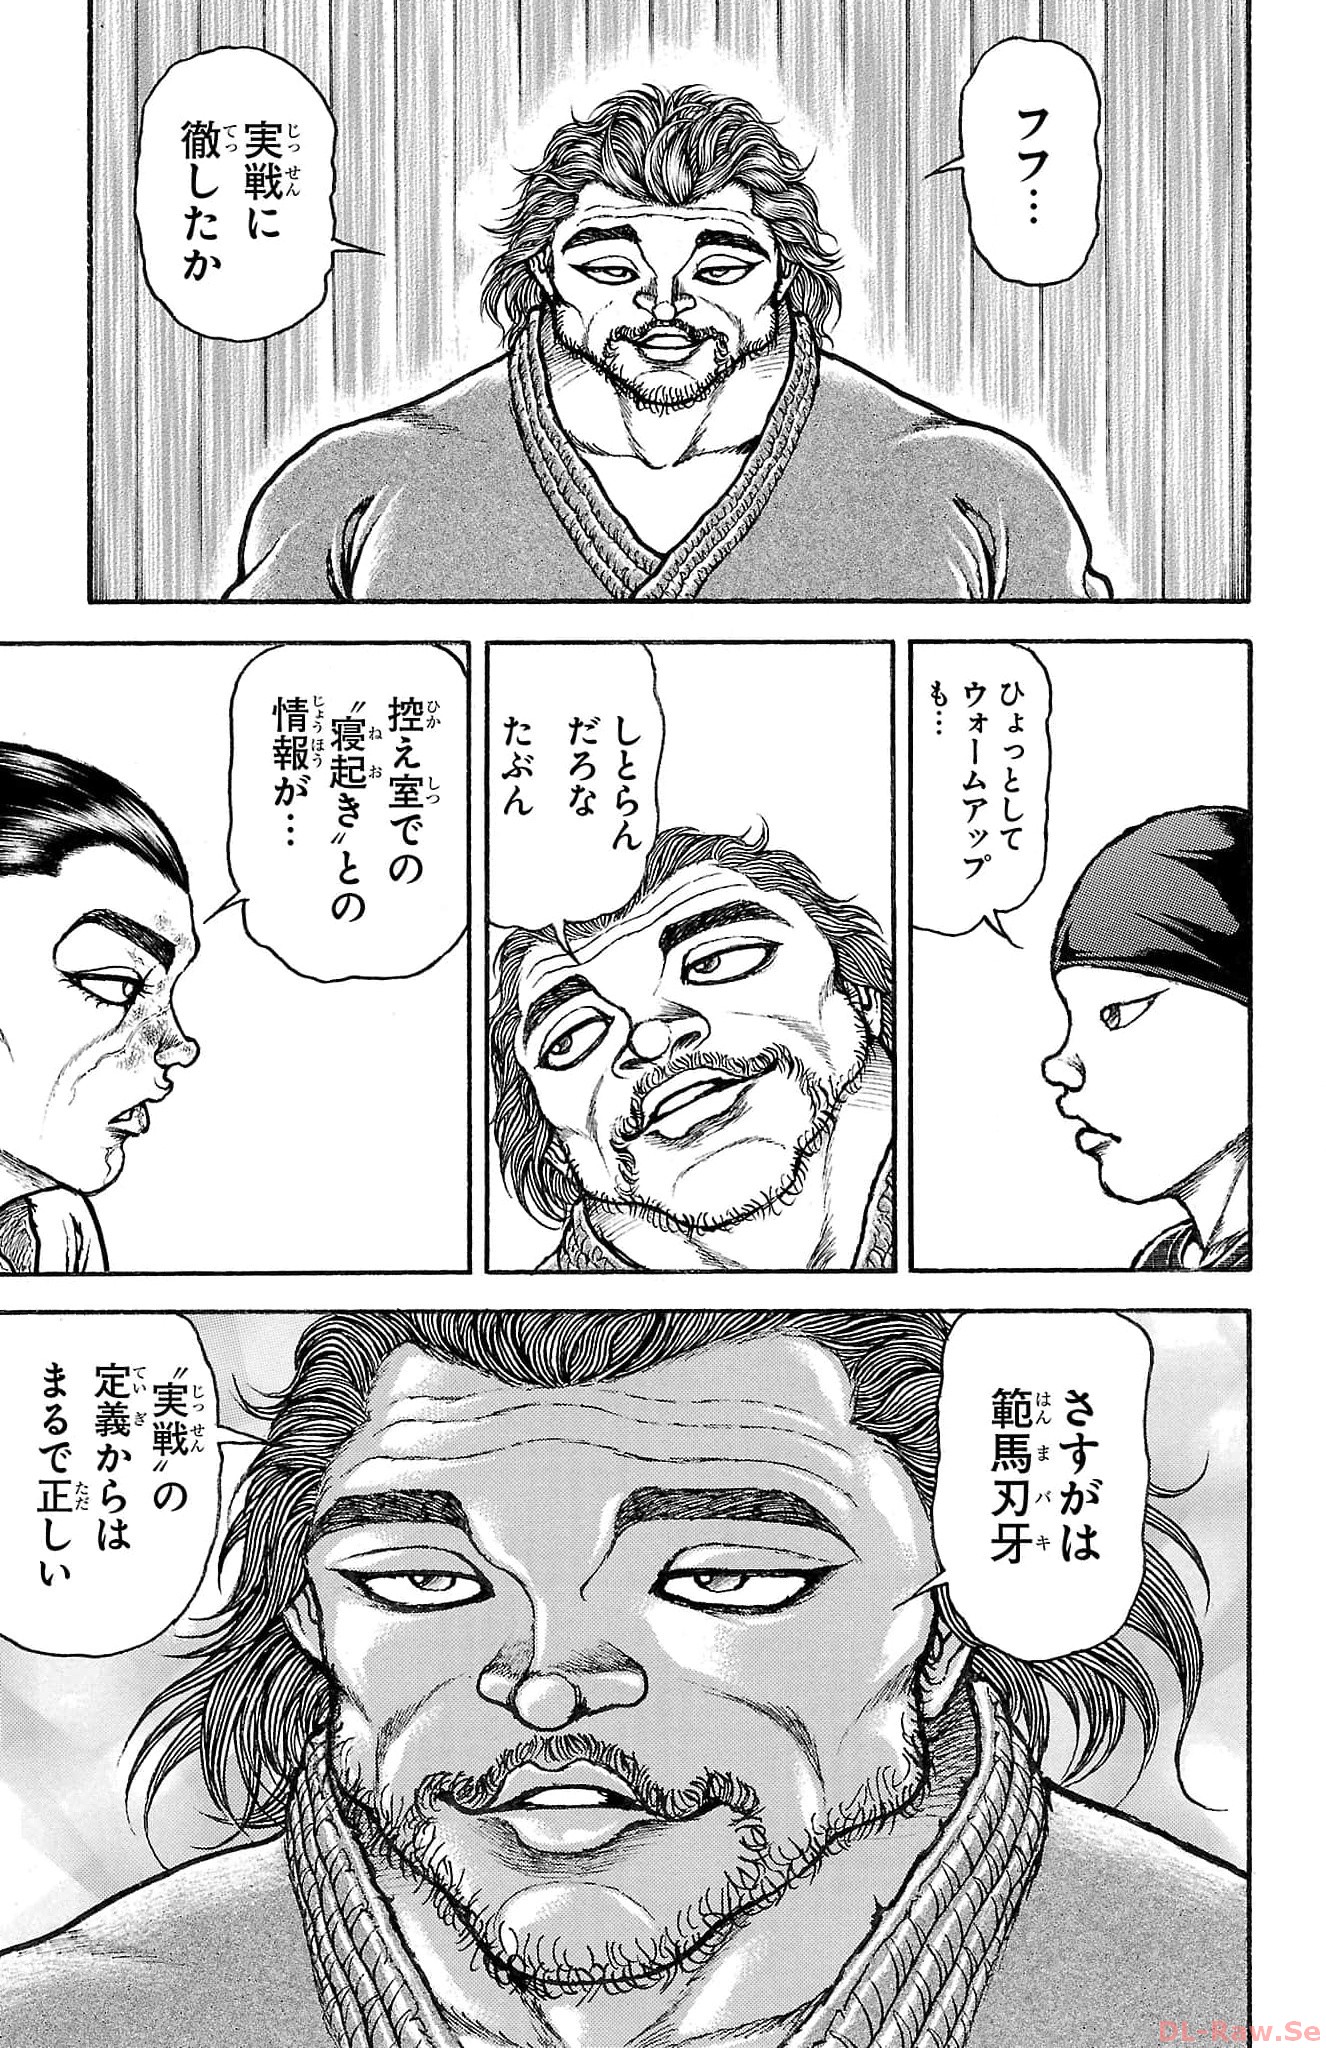 フフ…
実戦に
徹したか
ひょっとして
ウォームアップ
も…
しとらん
だろな
たぶん
控え室での
〝寝起き〟との
情報が…
さすがは
範馬刃牙
〝実戦〟の
定義からは
まるで正しい
DL-Raw.Se